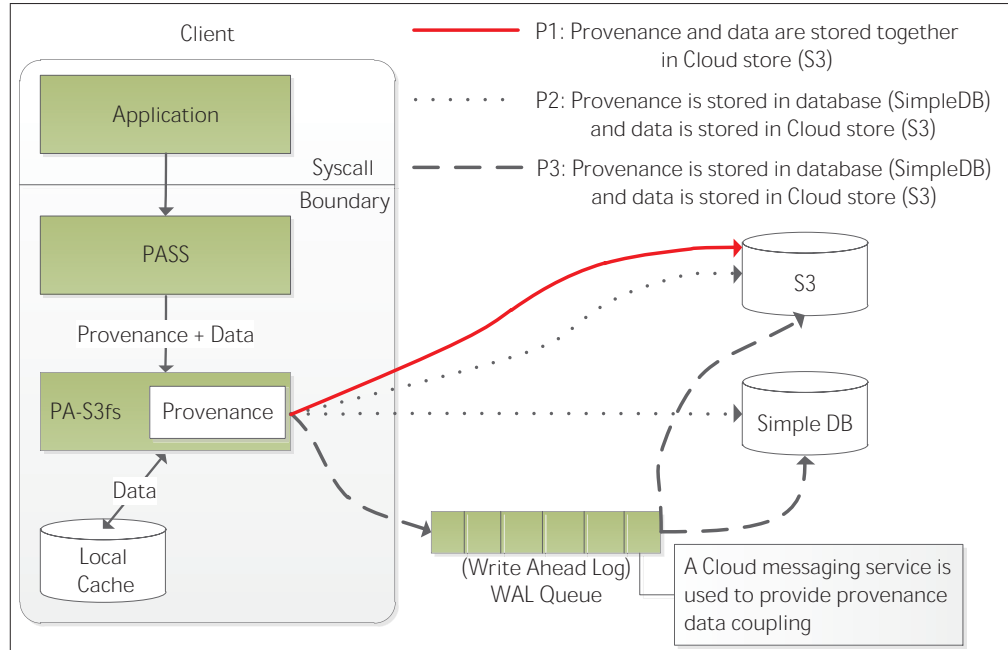 Client
Application
Syscall
Boundary
PASS
Provenance + Data
PA-S3fs
Provenance
Data
Local
Cache
P1: Provenance and data are stored together
in Cloud store (S3)
P2: Provenance is stored in database (SimpleDB)
and data is stored in Cloud store (S3)
P3: Provenance is stored in database (SimpleDB)
and data is stored in Cloud store (S3)
S3
Simple DB
(Write Ahead Log)
WAL Queue
A Cloud messaging service is
used to provide provenance
data coupling